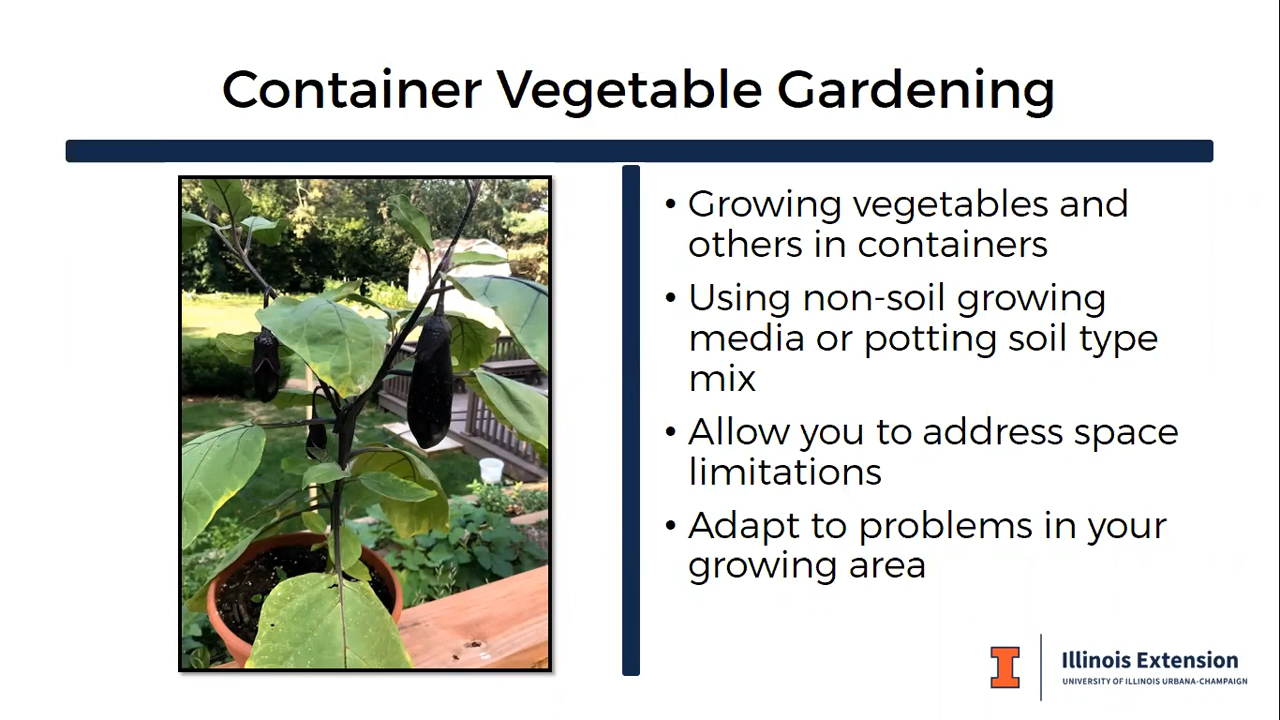 Container Vegetable Gardening
• Growing vegetables and
others in containers
• Using non-soil growing
media or potting soil type
mix
• Allow you to address space
limitations
• Adapt to problems in your
growing area
Illinois Extension
UNIVERSITY OF ILLINOIS URBANA-CHAMPAIGN